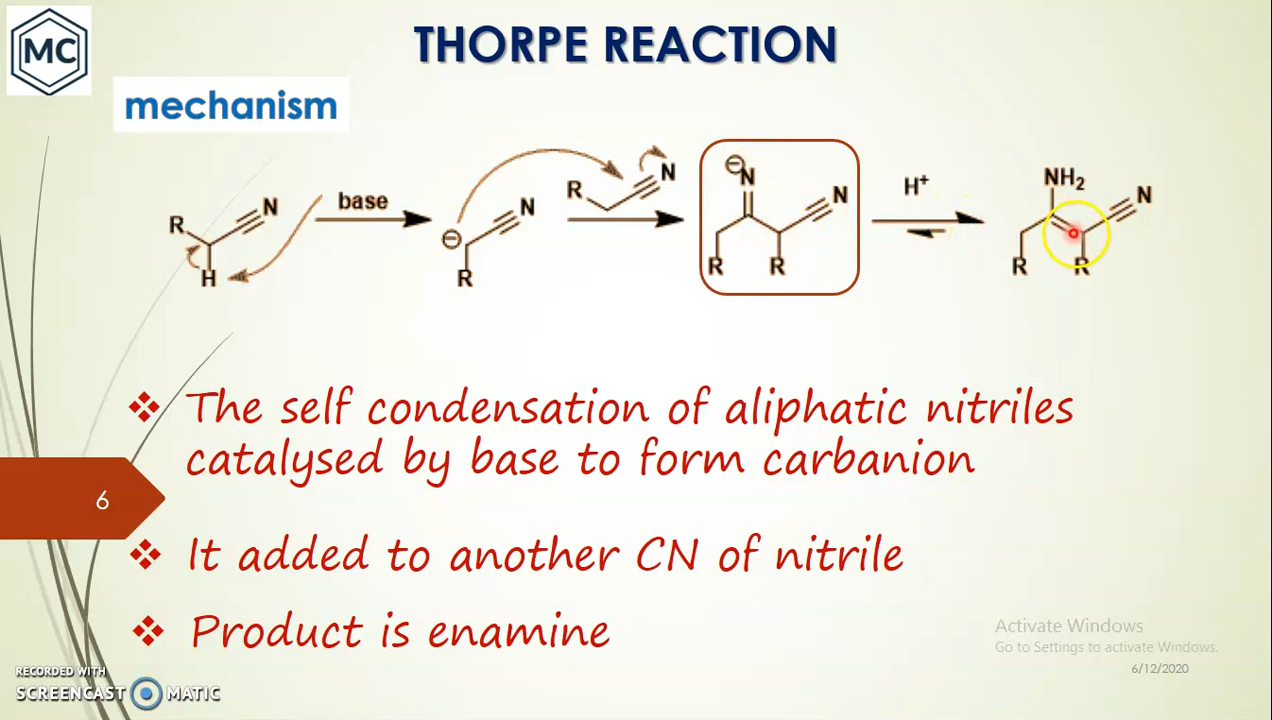 MC
THORPE REACTION
mechanism
R
N
H
base
⊖
N
R
R
N
⊖
N
N
R
R
H⁺
NH₂
N
R
R
❖ The self condensation of aliphatic nitriles
catalysed by base to form carbanion
6
❖ It added to another CN of nitrile
❖ Product is enamine
Activate Windows
Go to Settings to activate Windows.
6/12/2020
RECORDED WITH
SCREENCAST MATIC